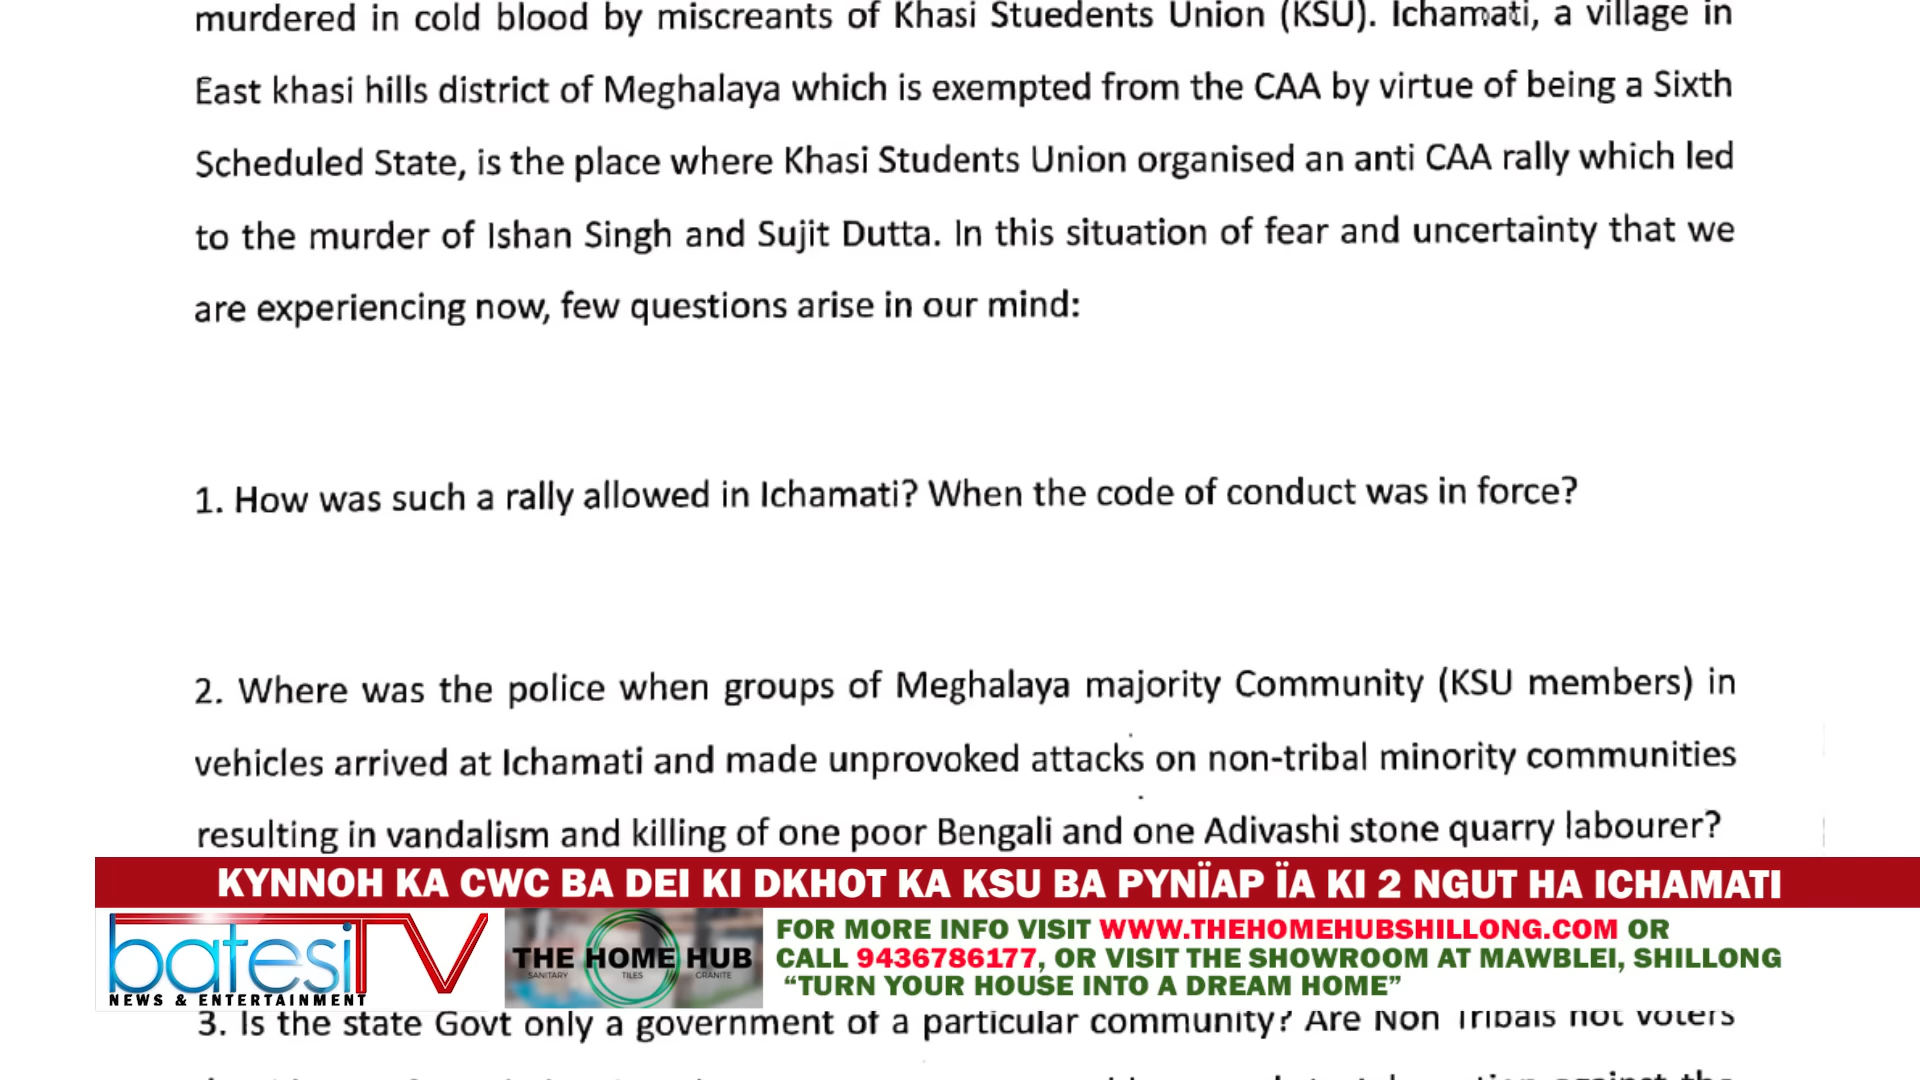 murdered in cold blood by miscreants of Khasi Stuedents Union (KSU). Ichamati, a village in
East khasi hills district of Meghalaya which is exempted from the CAA by virtue of being a Sixth
Scheduled State, is the place where Khasi Students Union organised an anti CAA rally which led
to the murder of Ishan Singh and Sujit Dutta. In this situation of fear and uncertainty that we
are experiencing now, few questions arise in our mind:
1. How was such a rally allowed in Ichamati? When the code of conduct was in force?
2. Where was the police when groups of Meghalaya majority Community (KSU members) in
vehicles arrived at Ichamati and made unprovoked attacks on non-tribal minority communities
resulting in vandalism and killing of one poor Bengali and one Adivashi stone quarry labourer?
KYNNOH KA CWC BA DEI KI DKHOT KA KSU BA PYNÏAP ÏA KI 2 NGUT HA ICHAMATI
batesi TV
NEWS & ENTERTAINMENT
THE HOME HUB
SANITARY TILES GRANITE
FOR MORE INFO VISIT WWW.THEHOMEHUBSHILLONG.COM OR
CALL 9436786177, OR VISIT THE SHOWROOM AT MAWBLEI, SHILLONG
“TURN YOUR HOUSE INTO A DREAM HOME”
3. Is the state Govt only a government of a particular community? Are Non Tribals not voters